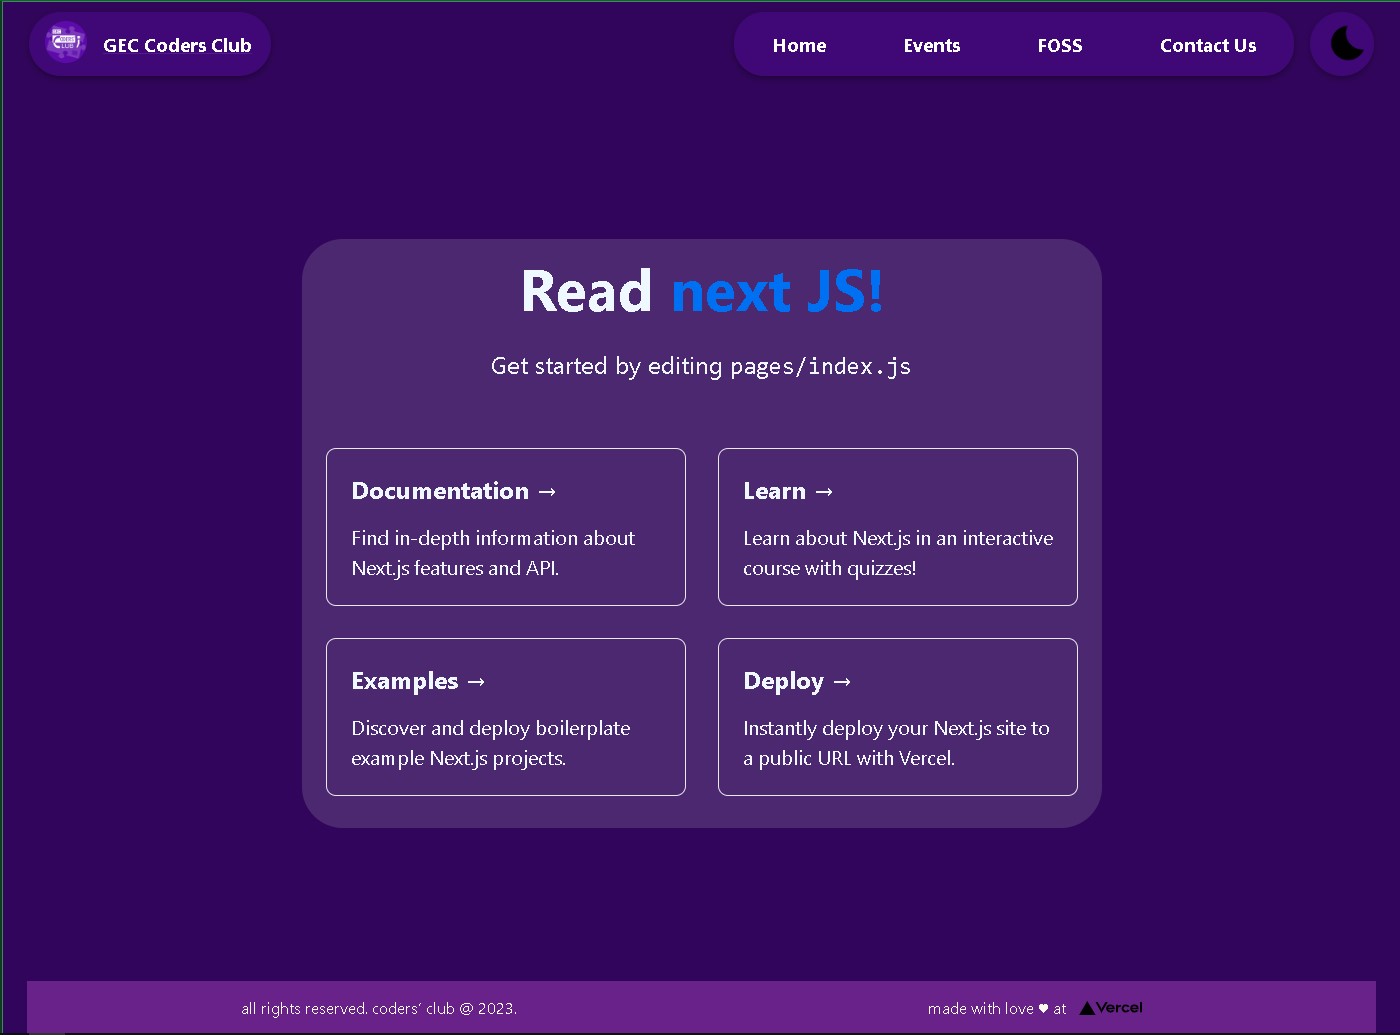 GEC Coders Club
Home Events FOSS Contact Us
Read next JS!
Get started by editing pages/index.js
Documentation →
Find in-depth information about
Next.js features and API.
Learn →
Learn about Next.js in an interactive
course with quizzes!
Examples →
Discover and deploy boilerplate
example Next.js projects.
Deploy →
Instantly deploy your Next.js site to
a public URL with Vercel.
all rights reserved. coders' club @ 2023.
made with love ♥ at ▲Vercel